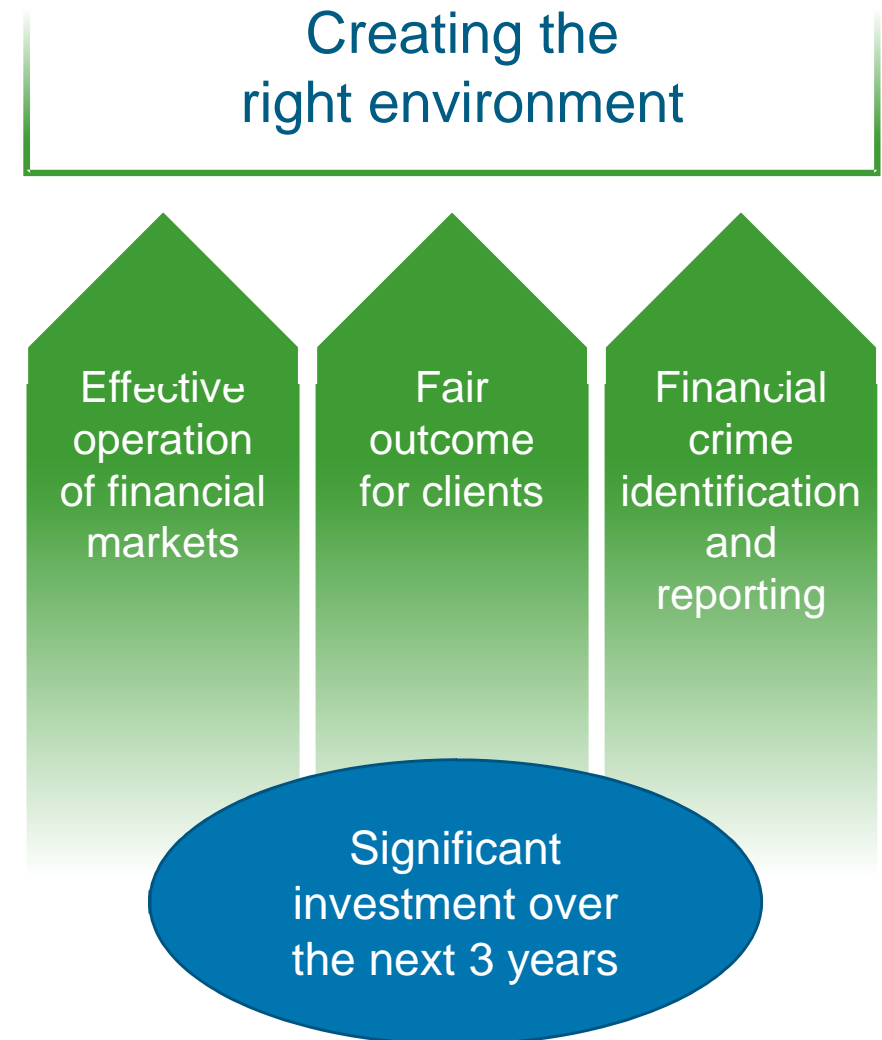 Creating the
right environment
Effective
operation
of financial
markets
Fair
outcome
for clients
Financial
crime
identification
and
reporting
Significant
investment over
the next 3 years